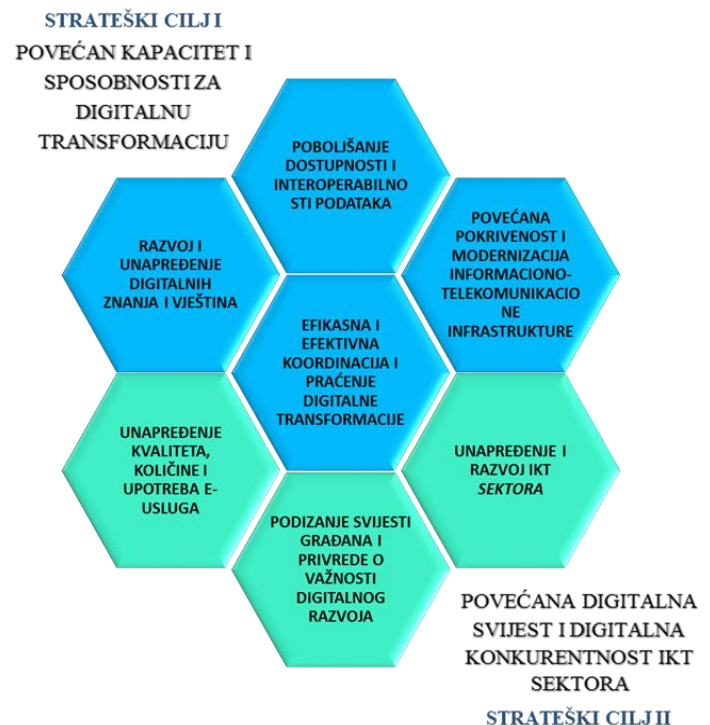 STRATEŠKI CILJ I
POVEĆAN KAPACITET I
SPOSOBNOSTI ZA
DIGITALNU
TRANSFORMACIJU
POBOLJŠANJE
DOSTUPNOSTI I
INTEROPERABILNO
STI PODATAKA
RAZVOJ I
UNAPREĐENJE
DIGITALNIH
ZNANJA I VJEŠTINA
POVEĆANA
POKRIVENOST I
MODERNIZACIJA
INFORMACIONO-
TELEKOMUNIKACIO
NE
INFRASTRUKTURE
EFIKASNA I
EFEKTIVNA
KOORDINACIJA I
PRAĆENJE
DIGITALNE
TRANSFORMACIJE
UNAPREĐENJE
KVALITETA,
KOLIČINE I
UPOTREBA E-
USLUGA
UNAPREĐENJE I
RAZVOJ IKT
SEKTORA
PODIZANJE SVIJESTI
GRAĐANA I
PRIVREDE O
VAŽNOSTI
DIGITALNOG
RAZVOJA
POVEĆANA DIGITALNA
SVIJEST I DIGITALNA
KONKURENTNOST IKT
SEKTORA
STRATEŠKI CILJ II